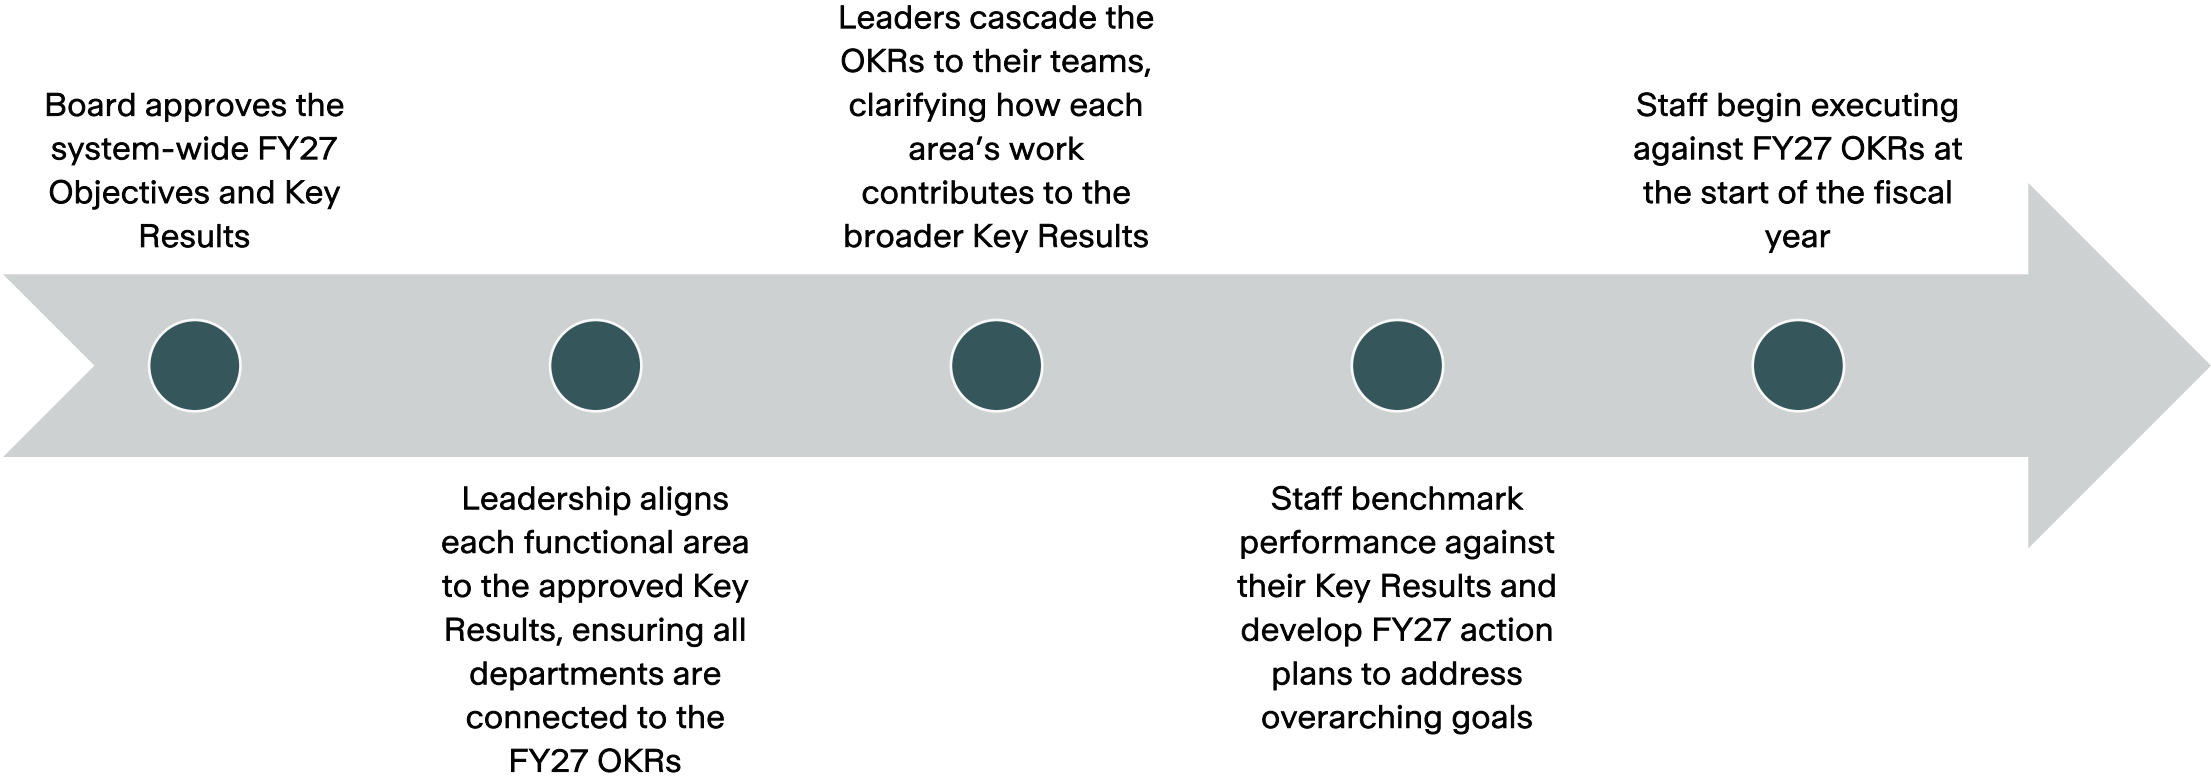 Board approves the
system-wide FY27
Objectives and Key
Results
Leadership aligns
each functional area
to the approved Key
Results, ensuring all
departments are
connected to the
FY27 OKRs
Leaders cascade the
OKRs to their teams,
clarifying how each
area’s work
contributes to the
broader Key Results
Staff benchmark
performance against
their Key Results and
develop FY27 action
plans to address
overarching goals
Staff begin executing
against FY27 OKRs at
the start of the fiscal
year